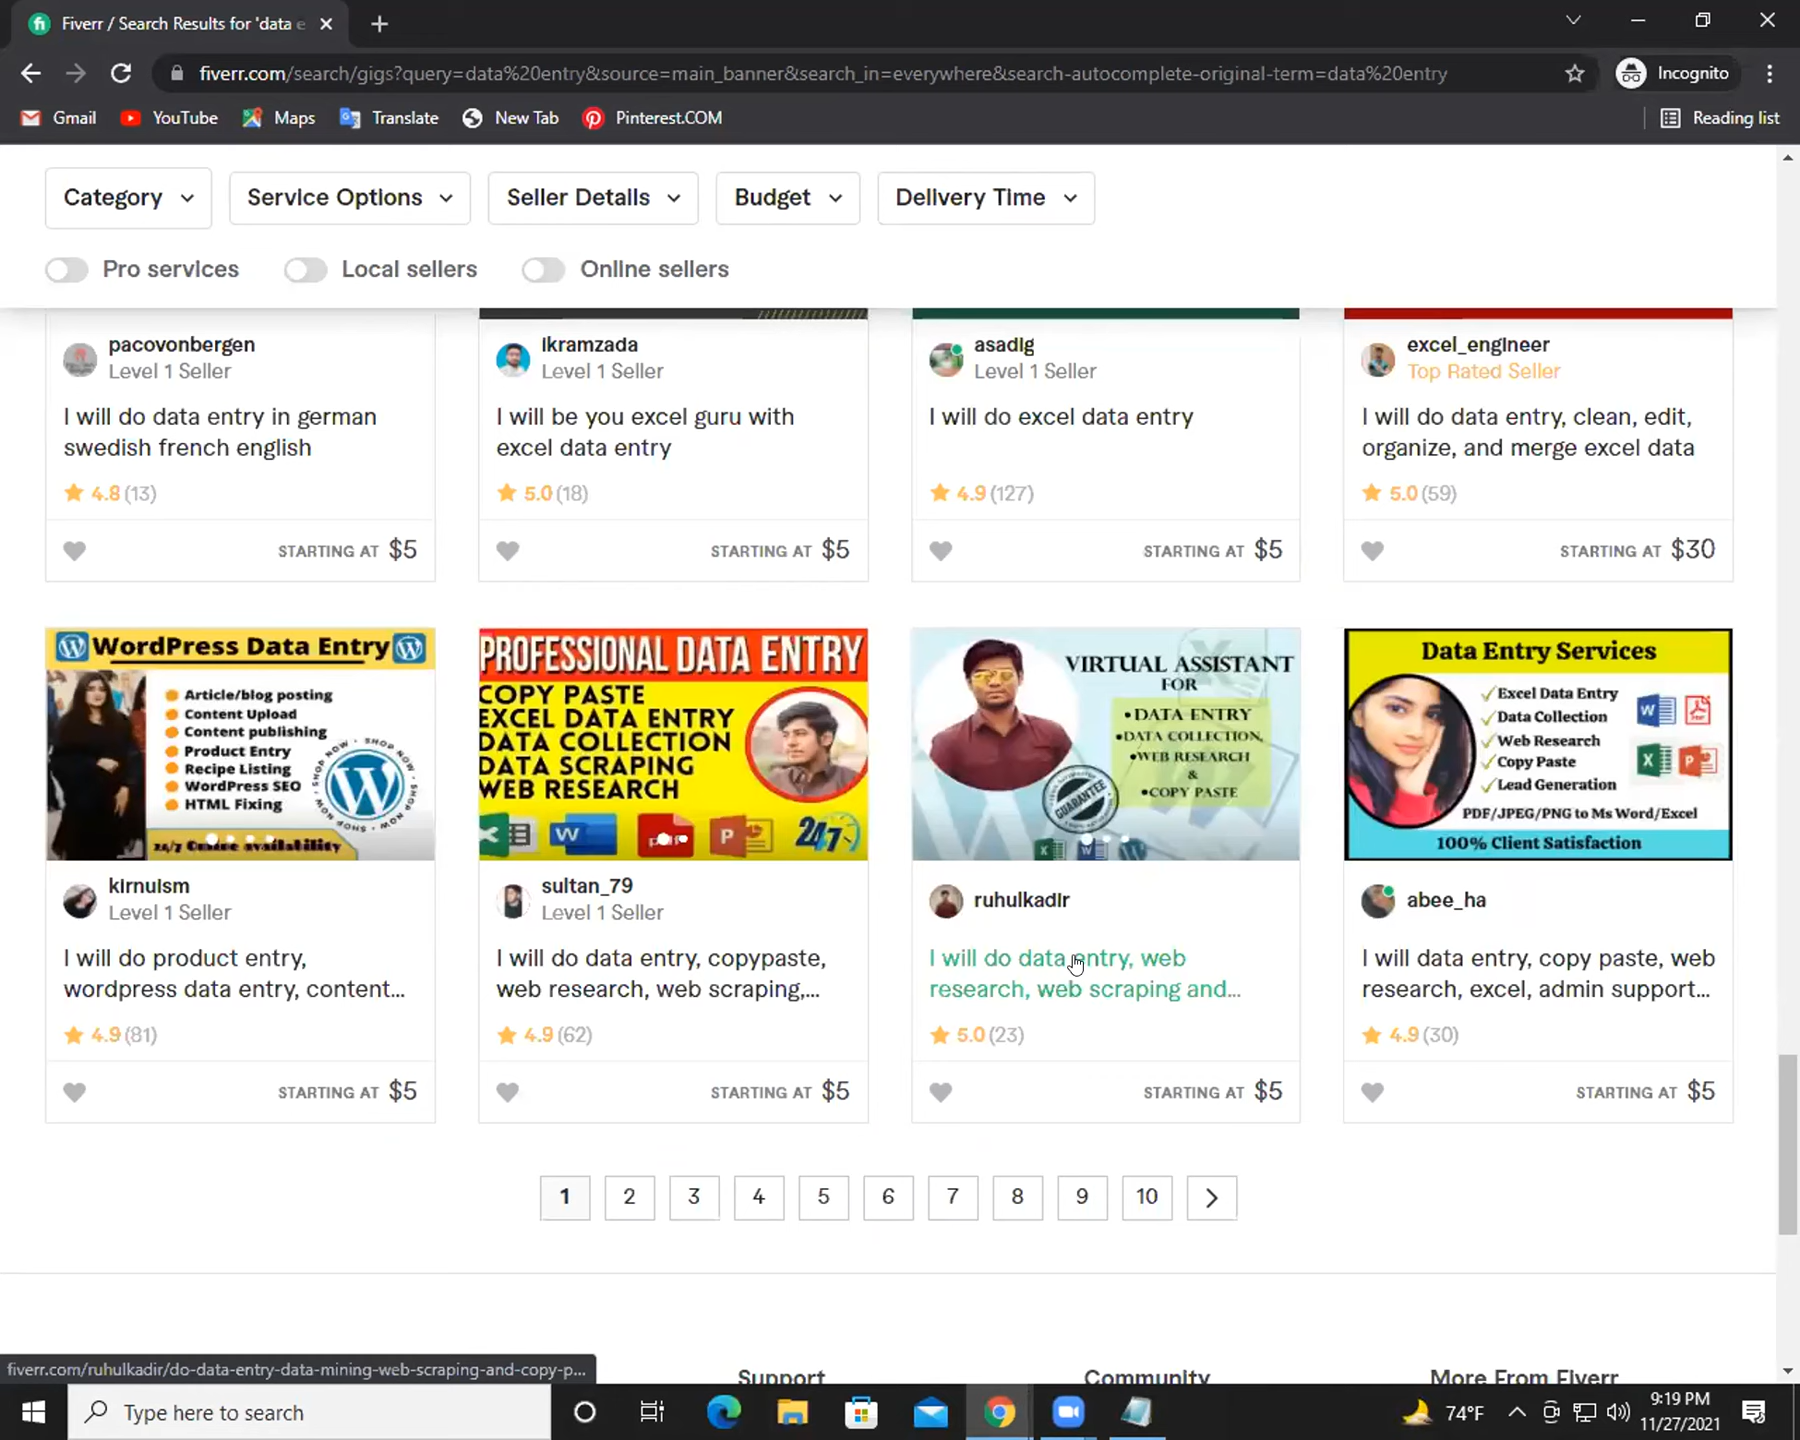 Fiverr / Search Results for 'data e
fiverr.com/search/gigs?query=data%20entry&source=main_banner&search_in=everywhere&search-autocomplete-original-term=data%20entry
Incognito
Gmail
YouTube
Maps
Translate
New Tab
Pinterest.COM
Reading list
Category
Service Options
Seller Details
Budget
Delivery Time
Pro services
Local sellers
Online sellers
pacovonbergen
Level 1 Seller
I will do data entry in german
swedish french english
4.8 (13)
STARTING AT $5
ikramzada
Level 1 Seller
I will be you excel guru with
excel data entry
5.0 (18)
STARTING AT $5
asadig
Level 1 Seller
I will do excel data entry
4.9 (127)
STARTING AT $5
excel_engineer
Top Rated Seller
I will do data entry, clean, edit,
organize, and merge excel data
5.0 (59)
STARTING AT $30
WordPress Data Entry
Article/blog posting
Content Upload
Content publishing
Product Entry
Recipe Listing
WordPress SEO
HTML Fixing
SHOP NOW
24/7 Online availability
kirnuism
Level 1 Seller
I will do product entry,
wordpress data entry, content...
4.9 (81)
STARTING AT $5
PROFESSIONAL DATA ENTRY
COPY PASTE
EXCEL DATA ENTRY
DATA COLLECTION
DATA SCRAPING
WEB RESEARCH
24/7
sultan_79
Level 1 Seller
I will do data entry, copypaste,
web research, web scraping,...
4.9 (62)
STARTING AT $5
VIRTUAL ASSISTANT
FOR
•DATA ENTRY
•DATA COLLECTION,
•WEB RESEARCH
&
•COPY PASTE
GUARANTEE
ruhulkadir
I will do data entry, web
research, web scraping and...
5.0 (23)
STARTING AT $5
Data Entry Services
✓Excel Data Entry
✓Data Collection
✓Web Research
✓Copy Paste
✓Lead Generation
PDF/JPEG/PNG to Ms Word/Excel
100% Client Satisfaction
abee_ha
I will data entry, copy paste, web
research, excel, admin support...
4.9 (30)
STARTING AT $5
1 2 3 4 5 6 7 8 9 10
fiverr.com/ruhulkadir/do-data-entry-data-mining-web-scraping-and-copy-p...
Support
Community
More From Fiverr
Type here to search
74°F
9:19 PM
11/27/2021